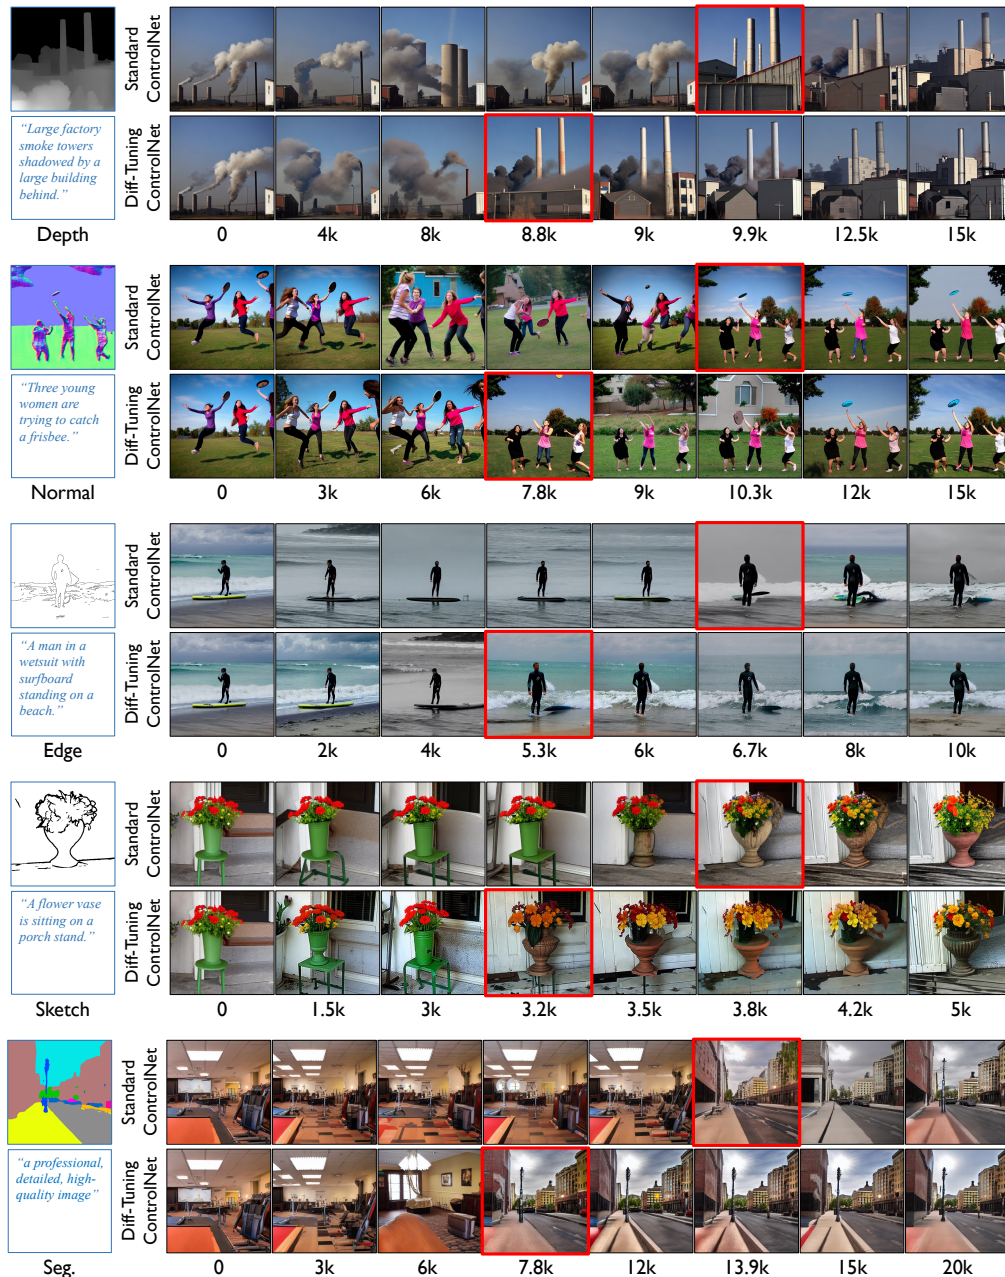 Standard
ControlNet
“Large factory
smoke towers
shadowed by a
large building
behind.”
Diff-Tuning
ControlNet
Depth
0 4k 8k 8.8k 9k 9.9k 12.5k 15k
Standard
ControlNet
“Three young
women are
trying to catch
a frisbee.”
Diff-Tuning
ControlNet
Normal
0 3k 6k 7.8k 9k 10.3k 12k 15k
Standard
ControlNet
“A man in a
wetsuit with
surfboard
standing on a
beach.”
Diff-Tuning
ControlNet
Edge
0 2k 4k 5.3k 6k 6.7k 8k 10k
Standard
ControlNet
“A flower vase
is sitting on a
porch stand.”
Diff-Tuning
ControlNet
Sketch
0 1.5k 3k 3.2k 3.5k 3.8k 4.2k 5k
Standard
ControlNet
“a professional,
detailed, high-
quality image”
Diff-Tuning
ControlNet
Seg.
0 3k 6k 7.8k 12k 13.9k 15k 20k